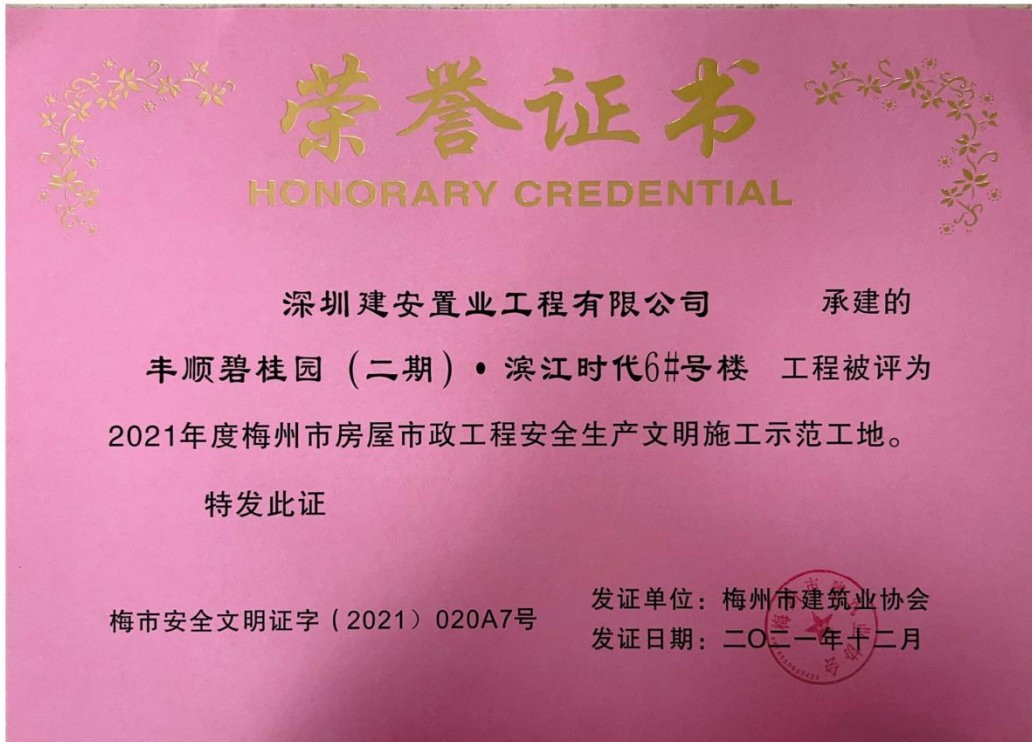 荣誉证书
HONORARY CREDENTIAL
深圳建安置业工程有限公司 承建的
丰顺碧桂园（二期）·滨江时代6#号楼 工程被评为
2021年度梅州市房屋市政工程安全生产文明施工示范工地。
特发此证
梅市安全文明证字（2021）020A7号
发证单位：梅州市建筑业协会
发证日期：二〇二一年十二月